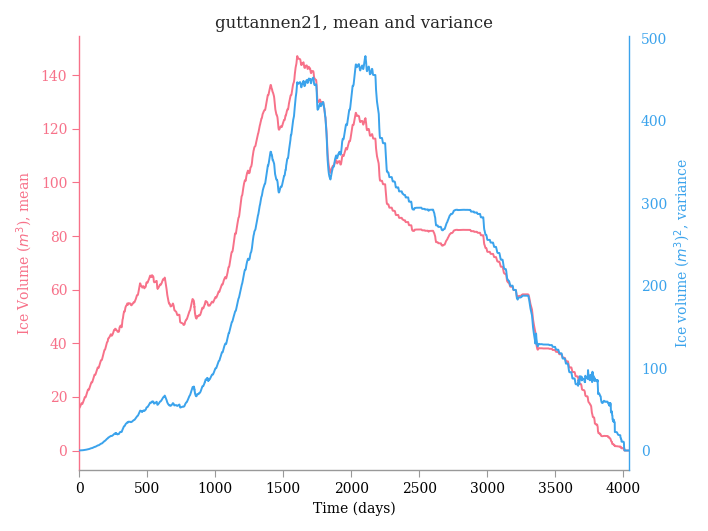 guttannen21, mean and variance
140
120
100
80
60
40
20
0
Ice Volume (m³), mean
500
400
300
200
100
0
Ice volume (m³)², variance
0 500 1000 1500 2000 2500 3000 3500 4000
Time (days)